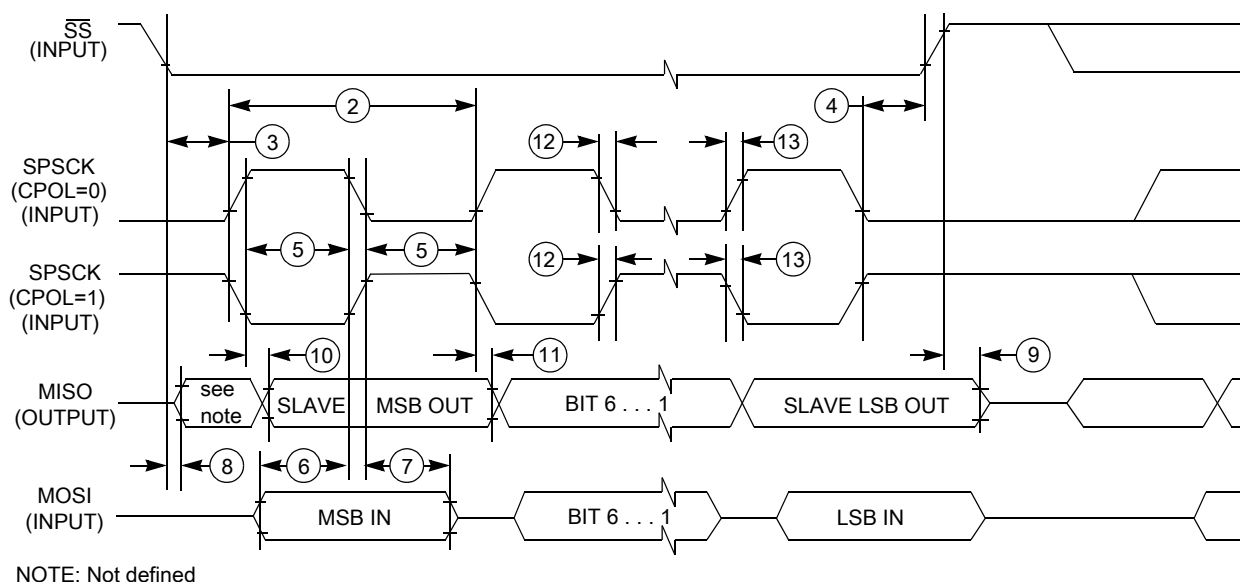 SS
(INPUT)
2
4
3
12
13
SPSCK
(CPOL=0)
(INPUT)
5
5
SPSCK
(CPOL=1)
(INPUT)
12
13
10
11
9
MISO
(OUTPUT)
see
note
SLAVE
MSB OUT
BIT 6 . . . 1
SLAVE LSB OUT
8
6
7
MOSI
(INPUT)
MSB IN
BIT 6 . . . 1
LSB IN
NOTE: Not defined